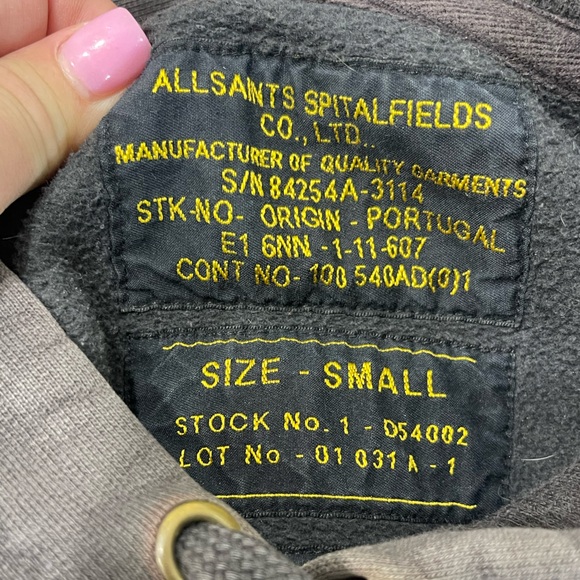 ALLSANTS SPITALFIELDS
CO., LTD..
MANUFACTURER OF QUALITY GARMENTS
S/N 84254A-3114
STK-NO- ORIGIN - PORTUGAL
E1 6NN -1-11-607
CONT NO- 100 540AD(0)1
SIZE - SMALL
STOCK No. 1 - D54002
LOT No - 01 031 A - 1